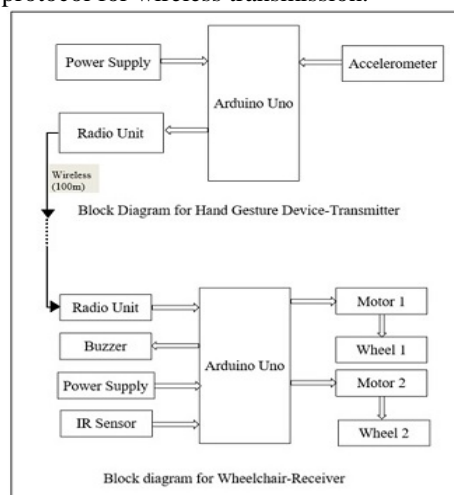 protocol for wireless transmission.
Power Supply
Arduino Uno
Accelerometer
Radio Unit
Wireless
(100m)
Block Diagram for Hand Gesture Device-Transmitter
Radio Unit
Motor 1
Buzzer
Arduino Uno
Wheel 1
Power Supply
Motor 2
IR Sensor
Wheel 2
Block diagram for Wheelchair-Receiver